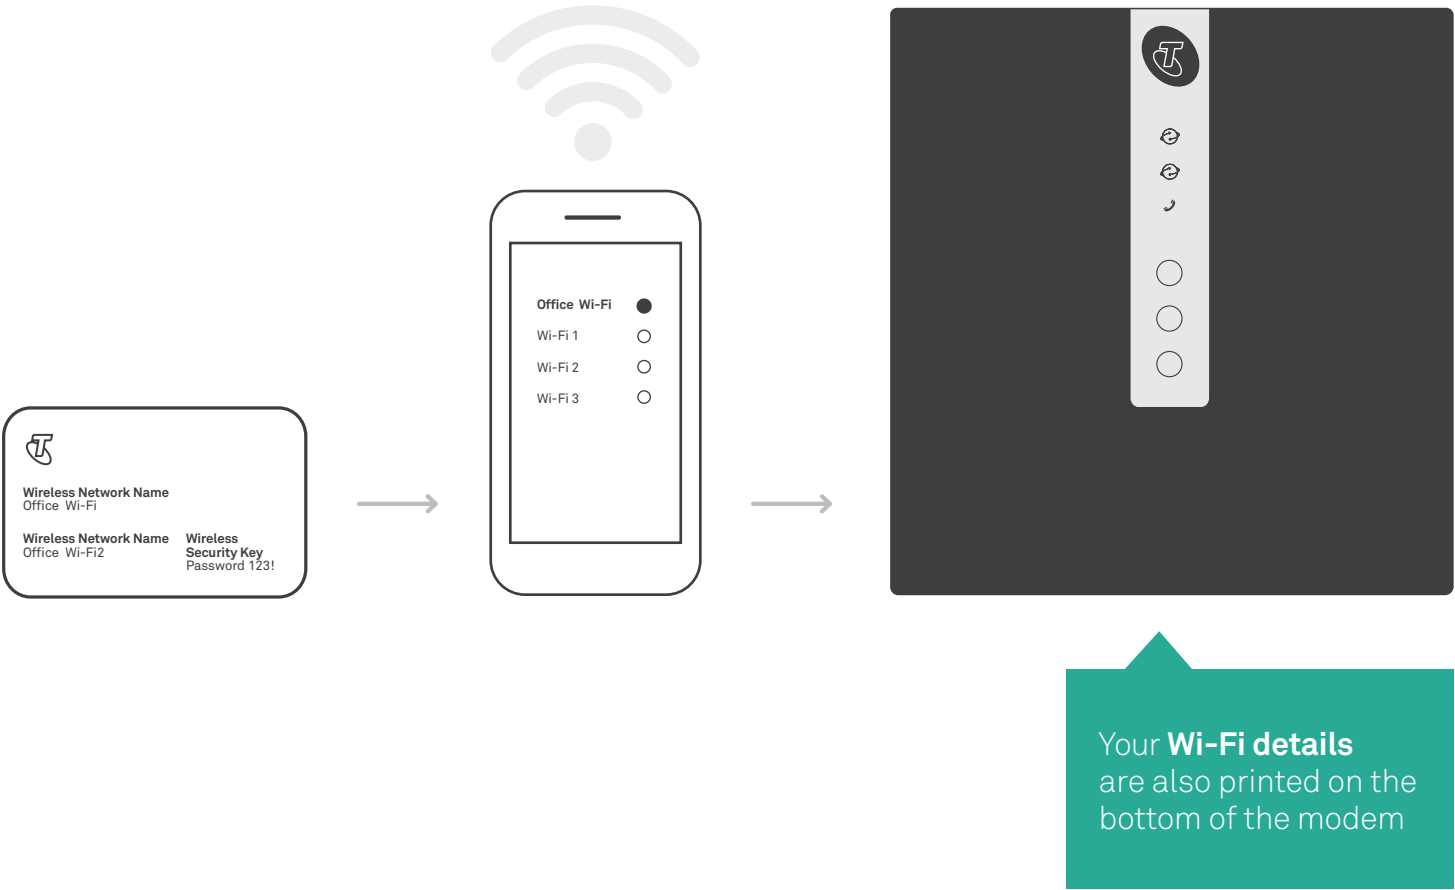 Wireless Network Name
Office Wi-Fi
Wireless Network Name
Office Wi-Fi2
Wireless
Security Key
Password 123!
Office Wi-Fi
Wi-Fi 1
Wi-Fi 2
Wi-Fi 3
Your Wi-Fi details
are also printed on the
bottom of the modem